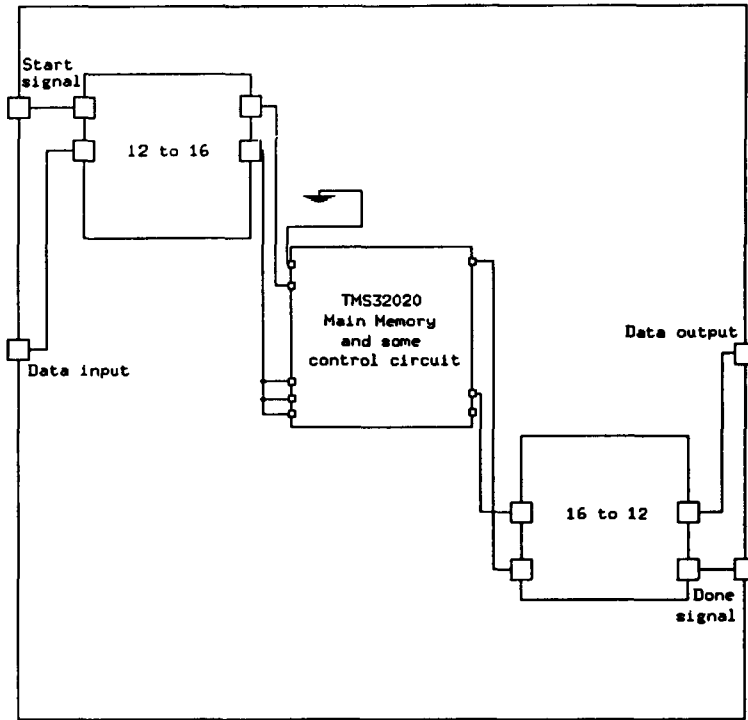 Start
signal
12 to 16
TMS32020
Main Memory
and some
control circuit
Data input
Data output
16 to 12
Done
signal